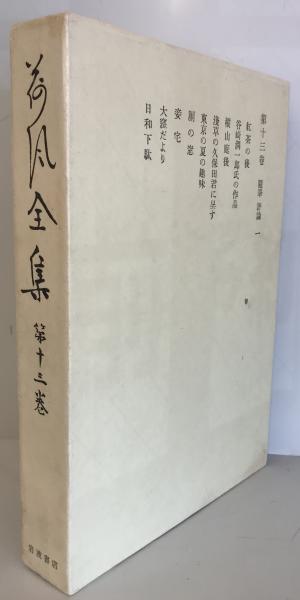 荷風全集 第十三巻
岩波書店
第十三巻 随筆 評論 一
紅茶の後
谷崎潤一郎氏の作品
樅山庭後
浅草の久保田君に呈す
東京の夏の趣味
厠の窓
妾宅
大窪だより
日和下駄